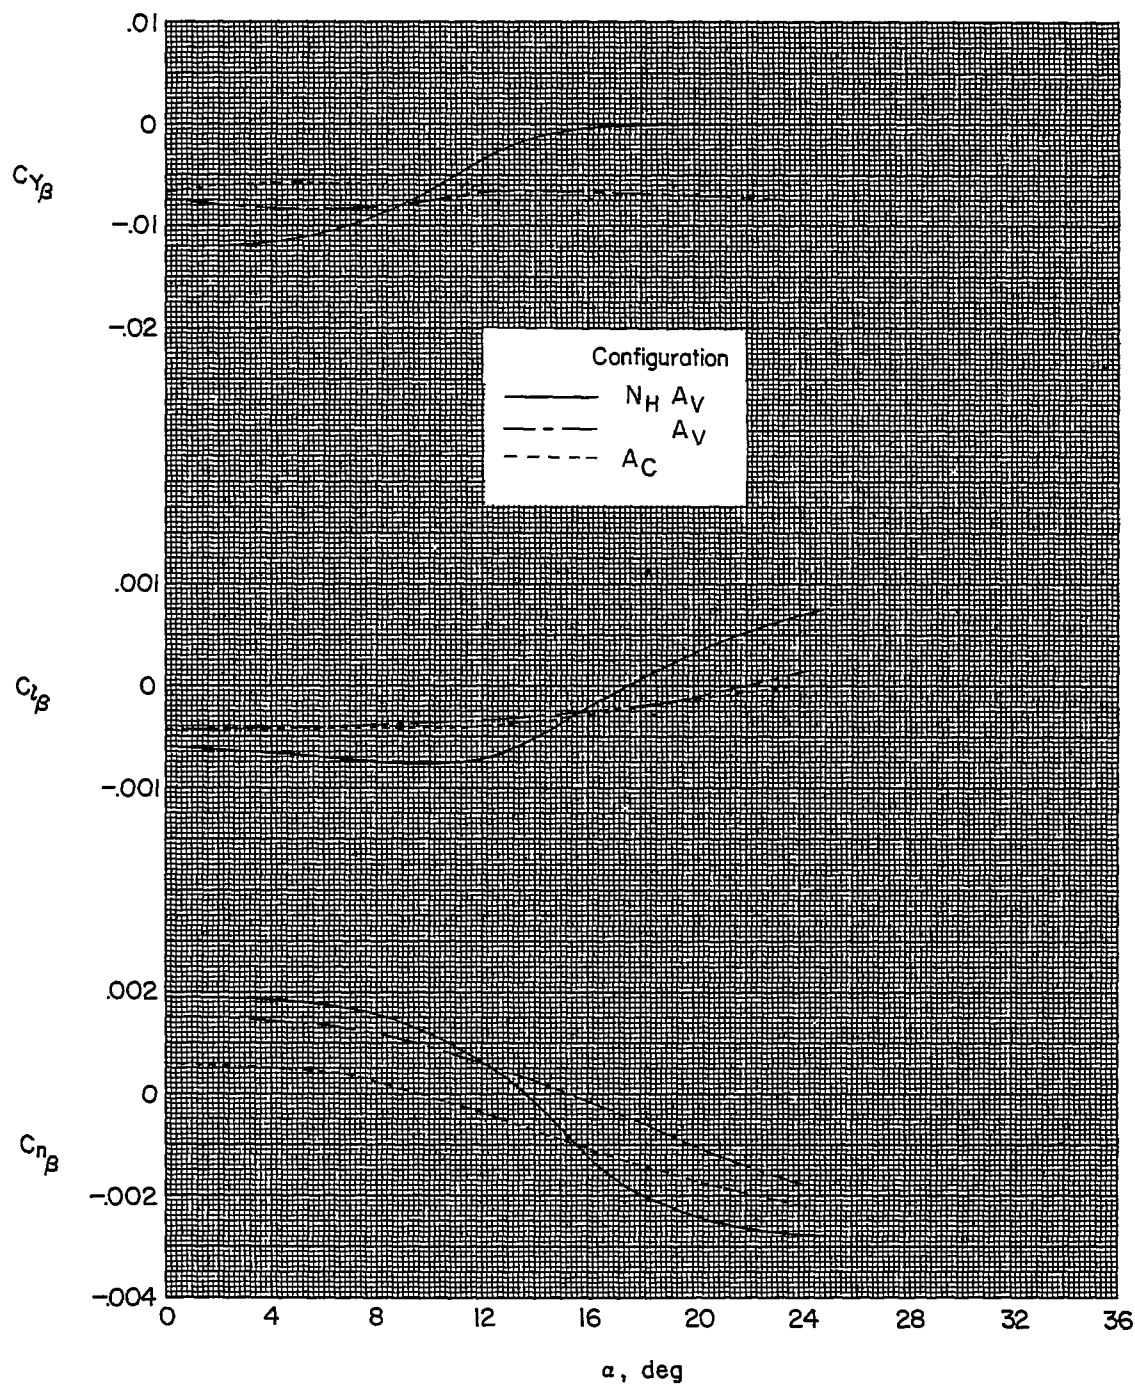 .01
0
C_Yβ
-.01
-.02
Configuration
N_H A_V
A_V
A_C
.001
0
C_lβ
-.001
.002
0
C_nβ
-.002
-.004
0 4 8 12 16 20 24 28 32 36
α, deg